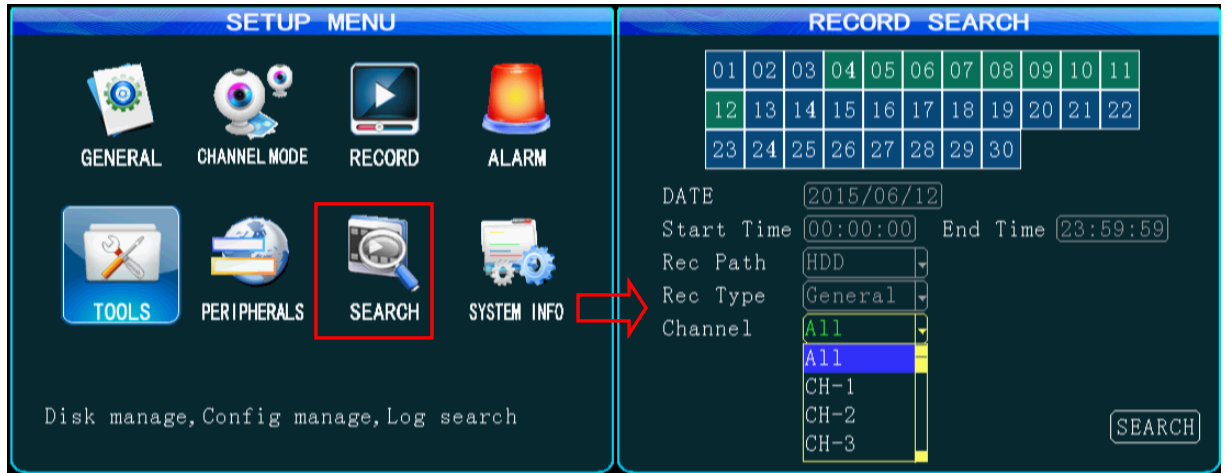 SETUP MENU
GENERAL CHANNEL MODE RECORD ALARM
TOOLS PERIPHERALS SEARCH SYSTEM INFO
Disk manage,Config manage,Log search
RECORD SEARCH
01 02 03 04 05 06 07 08 09 10 11
12 13 14 15 16 17 18 19 20 21 22
23 24 25 26 27 28 29 30
DATE 2015/06/12
Start Time 00:00:00 End Time 23:59:59
Rec Path HDD
Rec Type General
Channel All
All
CH-1
CH-2
CH-3
SEARCH